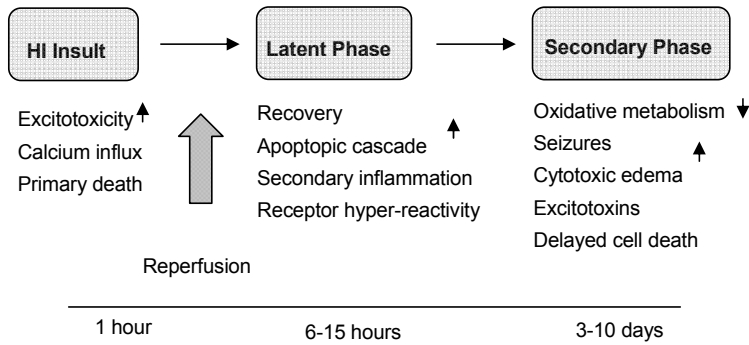 HI Insult
Latent Phase
Secondary Phase
Excitotoxicity
Calcium influx
Primary death
Recovery
Apoptopic cascade
Secondary inflammation
Receptor hyper-reactivity
Oxidative metabolism
Seizures
Cytotoxic edema
Excitotoxins
Delayed cell death
Reperfusion
1 hour
6-15 hours
3-10 days